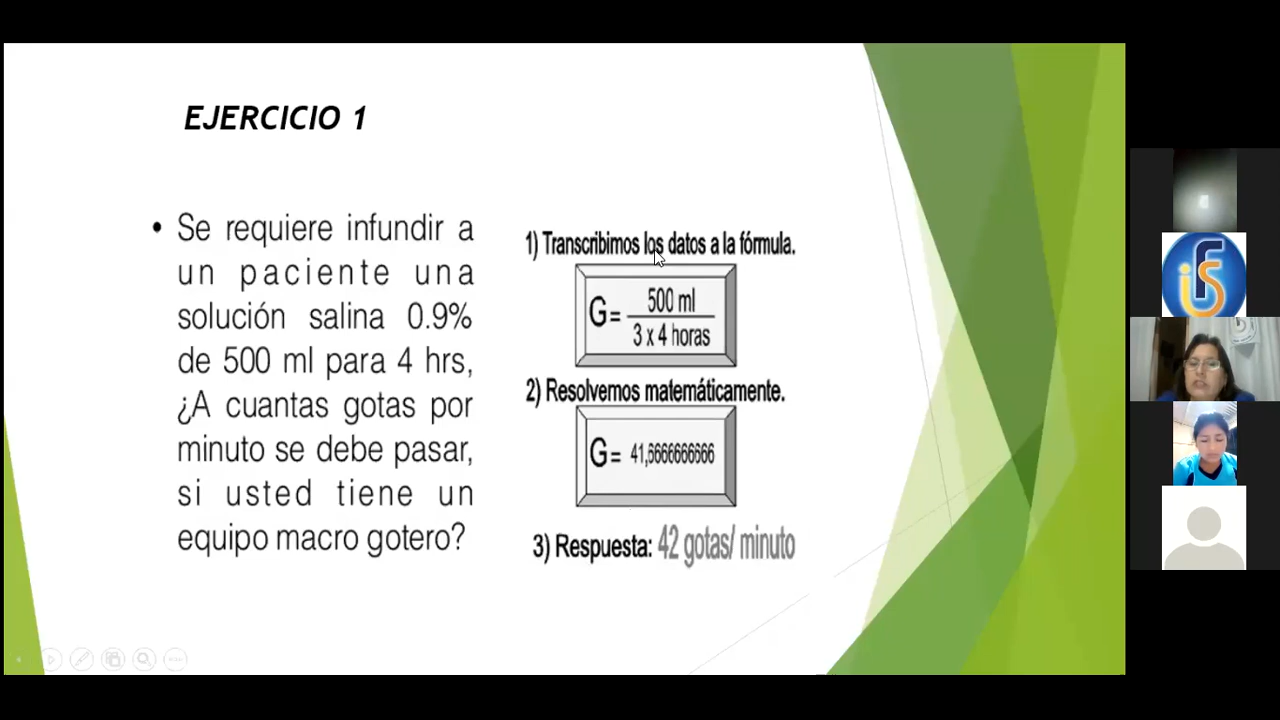 EJERCICIO 1
• Se requiere infundir a
un paciente una
solución salina 0.9%
de 500 ml para 4 hrs,
¿A cuantas gotas por
minuto se debe pasar,
si usted tiene un
equipo macro gotero?
1) Transcribimos los datos a la fórmula.
G= 500 ml
3 x 4 horas
2) Resolvemos matemáticamente.
G= 41,6666666666
3) Respuesta: 42 gotas/ minuto